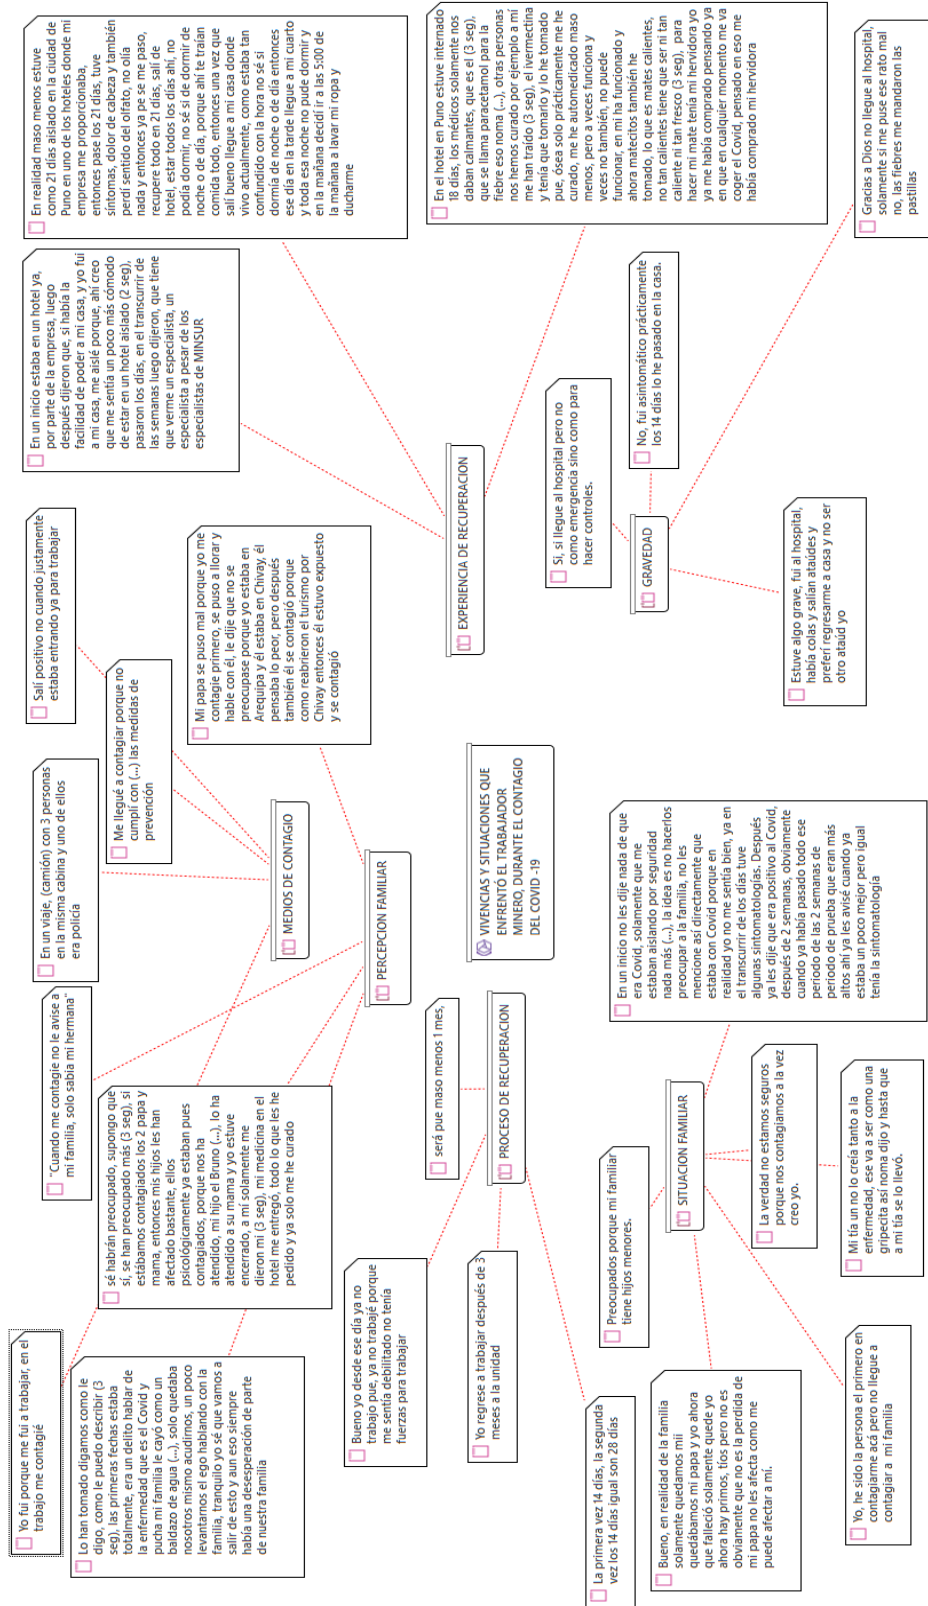 Yo fui porque me fui a trabajar, en el
trabajo me contagié
"Cuando me contagie no le avise a
mi familia, solo sabia mi hermana"
En un viaje, (camión) con 3 personas
en la misma cabina y uno de ellos
era policía
Salí positivo no cuando justamente
estaba entrando ya para trabajar
Me llegué a contagiar porque no
cumplí con (...) las medidas de
prevención
En un inicio estaba en un hotel ya,
por parte de la empresa, luego
después dijeron que, si había la
facilidad de poder a mi casa, y yo fui
a mi casa, me aislé porque, ahí creo
que me sentía un poco más cómodo
de estar en un hotel aislado (2 seg),
pasaron los días, en el transcurrir de
las semanas luego dijeron, que tiene
que verme un especialista, un
especialista a pesar de los
especialistas de MINSUR
En realidad maso menos estuve
como 21 días aislado en la ciudad de
Puno en uno de los hoteles donde mi
empresa me proporcionaba,
entonces pase los 21 días, tuve
síntomas, dolor de cabeza y también
perdí sentido del olfato, no olía
nada y entonces ya pe se me paso,
recupere todo en 21 días, salí de
hotel, estar todos los días ahí, no
podía dormir, no sé si de dormir de
noche o de día, porque ahí te traían
comida todo, entonces una vez que
salí bueno llegue a mi casa donde
vivo actualmente, como estaba tan
confundido con la hora no sé si
dormía de noche o de día entonces
ese día en la tarde llegue a mi cuarto
y toda esa noche no pude dormir y
en la mañana decidí ir a las 5:00 de
la mañana a lavar mi ropa y
ducharme
Lo han tomado digamos como le
digo, como le puedo describir (3
seg), las primeras fechas estaba
totalmente, era un delito hablar de
la enfermedad que es el Covid y
pucha mi familia le cayó como un
baldazo de agua (...), solo quedaba
nosotros mismo acudirnos, un poco
levantarnos el ego hablando con la
familia, tranquilo yo sé que vamos a
salir de esto y aun eso siempre
había una desesperación de parte
de nuestra familia
sé habrán preocupado, supongo que
sí, se han preocupado más (3 seg), si
estábamos contagiados los 2 papa y
mama, entonces mis hijos les han
afectado bastante, ellos
psicológicamente ya estaban pues
contagiados, porque nos ha
atendido, mi hijo el Bruno (...), lo ha
atendido a su mama y yo estuve
encerrado, a mí solamente me
dieron mi (3 seg), mi medicina en el
hotel me entregó, todo lo que les he
pedido y ya solo me he curado
Mi papa se puso mal porque yo me
contagie primero, se puso a llorar y
hable con él, le dije que no se
preocupase porque yo estaba en
Arequipa y él estaba en Chivay, él
pensaba lo peor, pero después
también él se contagió porque
como reabrieron el turismo por
Chivay entonces él estuvo expuesto
y se contagió
MEDIOS DE CONTAGIO
PERCEPCION FAMILIAR
EXPERIENCIA DE RECUPERACION
En el hotel en Puno estuve internado
18 días, los médicos solamente nos
daban calmantes, que es el (3 seg),
que se llama paracetamol para la
fiebre eso noma (...), otras personas
nos hemos curado por ejemplo a mí
me han traído (3 seg), el ivermectina
y tenía que tomarlo y lo he tomado
pue, ósea solo prácticamente me he
curado, me he automedicado maso
menos, pero a veces funciona y
veces no también, no puede
funcionar, en mi ha funcionado y
ahora matecitos también he
tomado, lo que es mates calientes,
no tan calientes tiene que ser ni tan
caliente ni tan fresco (3 seg), para
hacer mi mate tenía mi hervidora yo
ya me había comprado pensando ya
en que en cualquier momento me va
coger el Covid, pensado en eso me
había comprado mi hervidora
Bueno yo desde ese día ya no
trabajo pue, ya no trabajé porque
me sentía debilitado no tenía
fuerzas para trabajar
será pue maso menos 1 mes,
Yo regrese a trabajar después de 3
meses a la unidad
PROCESO DE RECUPERACION
VIVENCIAS Y SITUACIONES QUE
ENFRENTÓ EL TRABAJADOR
MINERO, DURANTE EL CONTAGIO
DEL COVID -19
Si, si llegue al hospital pero no
como emergencia sino como para
hacer controles.
No, fui asintomático prácticamente
los 14 días lo he pasado en la casa.
GRAVEDAD
Gracias a Dios no llegue al hospital,
solamente si me puse ese rato mal
no, las fiebres me mandaron las
pastillas
Estuve algo grave, fui al hospital,
había colas y salían ataúdes y
preferí regresarme a casa y no ser
otro ataúd yo
La primera vez 14 días, la segunda
vez los 14 días igual son 28 días
Preocupados porque mi familiar
tiene hijos menores.
SITUACION FAMILIAR
En un inicio no les dije nada de que
era Covid, solamente que me
estaban aislando por seguridad
nada más (...), la idea es no hacerlos
preocupar a la familia, no les
mencione así directamente que
estaba con Covid porque en
realidad yo no me sentía bien, ya en
el transcurrir de los días tuve
algunas sintomatologías. Después
ya les dije que era positivo al Covid,
después de 2 semanas, obviamente
cuando ya había pasado todo ese
periodo de las 2 semanas de
periodo de prueba que eran más
altos ahí ya les avisé cuando ya
estaba un poco mejor pero igual
tenía la sintomatología
Bueno, en realidad de la familia
solamente quedamos mii
quedábamos mi papa y yo ahora
que falleció solamente quede yo
ahora hay primos, tíos pero no es
obviamente que no es la perdida de
mi papa no les afecta como me
puede afectar a mí.
La verdad no estamos seguros
porque nos contagiamos a la vez
creo yo.
Mi tía un no lo creía tanto a la
enfermedad, ese va a ser como una
gripecita así noma dijo y hasta que
a mi tía se lo llevó.
Yo, he sido la persona el primero en
contagiarme acá pero no llegue a
contagiar a mi familia